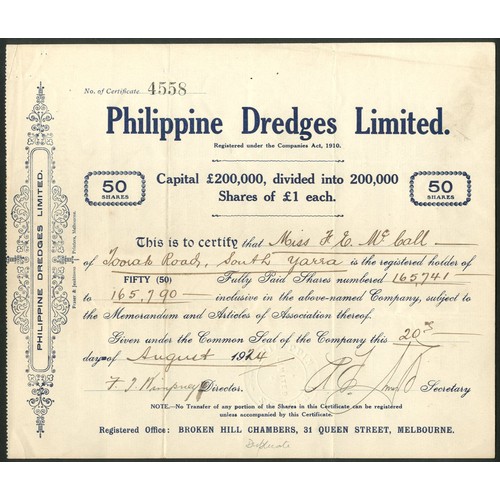 No. of Certificate 4558
Philippine Dredges Limited.
Registered under the Companies Act, 1910.
50
SHARES
Capital £200,000, divided into 200,000
Shares of £1 each.
50
SHARES
This is to certify that Miss F. E. McCall
of Toorak Road, South Yarra is the registered holder of
FIFTY (50) Fully Paid Shares numbered 165,741
to 165,790 inclusive in the above-named Company, subject to
the Memorandum and Articles of Association thereof.
Given under the Common Seal of the Company this 20th
day of August 1924
Director.
Secretary
NOTE.—No Transfer of any portion of the Shares in this Certificate can be registered
unless accompanied by this Certificate.
Registered Office: BROKEN HILL CHAMBERS, 31 QUEEN STREET, MELBOURNE.
Duplicate
PHILIPPINE DREDGES LIMITED.
Printers, Melbourne.